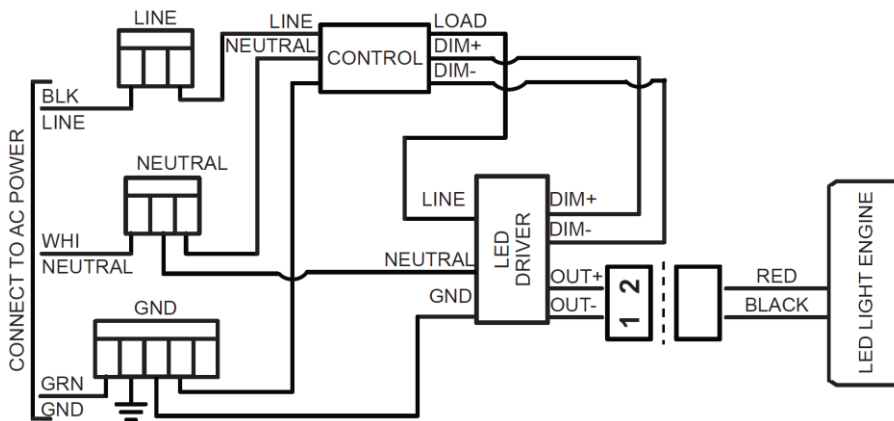 LINE
LINE
LOAD
NEUTRAL
DIM+
CONTROL
DIM-
BLK
LINE
CONNECT TO AC POWER
NEUTRAL
LINE
LED DRIVER
DIM+
DIM-
WHI
NEUTRAL
NEUTRAL
OUT+
GND
OUT-
1 2
RED
BLACK
LED LIGHT ENGINE
GND
GRN
GND